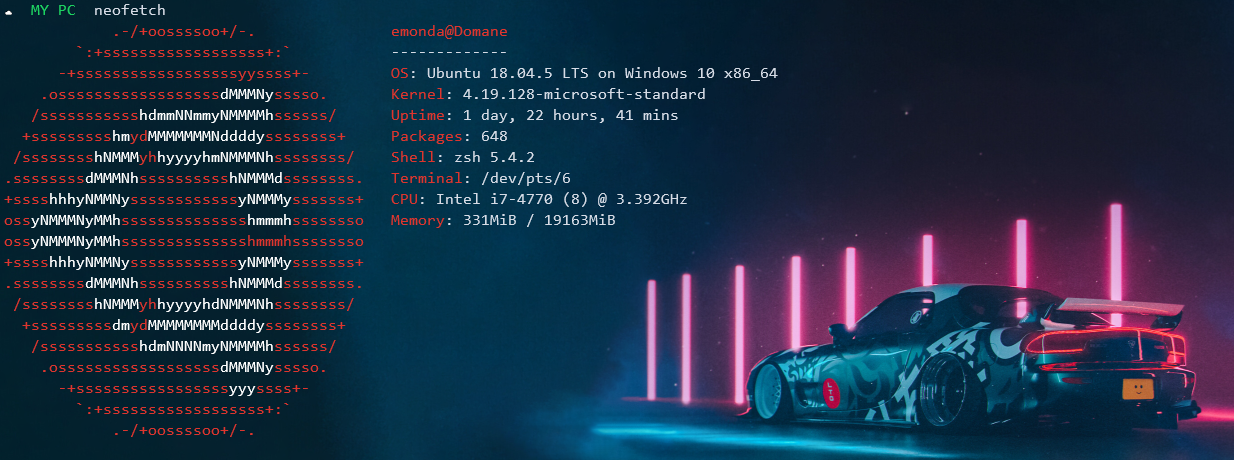 MY PC neofetch
.-/+oossssoo+/-. emonda@Domane
`:+ssssssssssssssssss+:` -------------
-+ssssssssssssssssssyyssss+- OS: Ubuntu 18.04.5 LTS on Windows 10 x86_64
.ossssssssssssssssssdMMMNysssso. Kernel: 4.19.128-microsoft-standard
/ssssssssssshdmmNNmmyNMMMMhssssss/ Uptime: 1 day, 22 hours, 41 mins
+ssssssssshmydMMMMMMMNddddyssssssss+ Packages: 648
/sssssssshNMMMyhhyyyyhmNMMMNhssssssss/ Shell: zsh 5.4.2
.ssssssssdMMMNhsssssssssshNMMMdssssssss. Terminal: /dev/pts/6
+sssshhhyNMMNyssssssssssssyNMMMysssssss+ CPU: Intel i7-4770 (8) @ 3.392GHz
ossyNMMMNyMMhsssssssssssssshmmmhssssssso Memory: 331MiB / 19163MiB
ossyNMMMNyMMhsssssssssssssshmmmhssssssso
+sssshhhyNMMNyssssssssssssyNMMMysssssss+
.ssssssssdMMMNhsssssssssshNMMMdssssssss.
/sssssssshNMMMyhhyyyyhdNMMMNhssssssss/
+sssssssssdmydMMMMMMMMddddyssssssss+
/ssssssssssshdmNNNNmyNMMMMhssssss/
.ossssssssssssssssssdMMMNysssso.
-+sssssssssssssssssyyyssss+-
`:+ssssssssssssssssss+:`
.-/+oossssoo+/-.
LTO